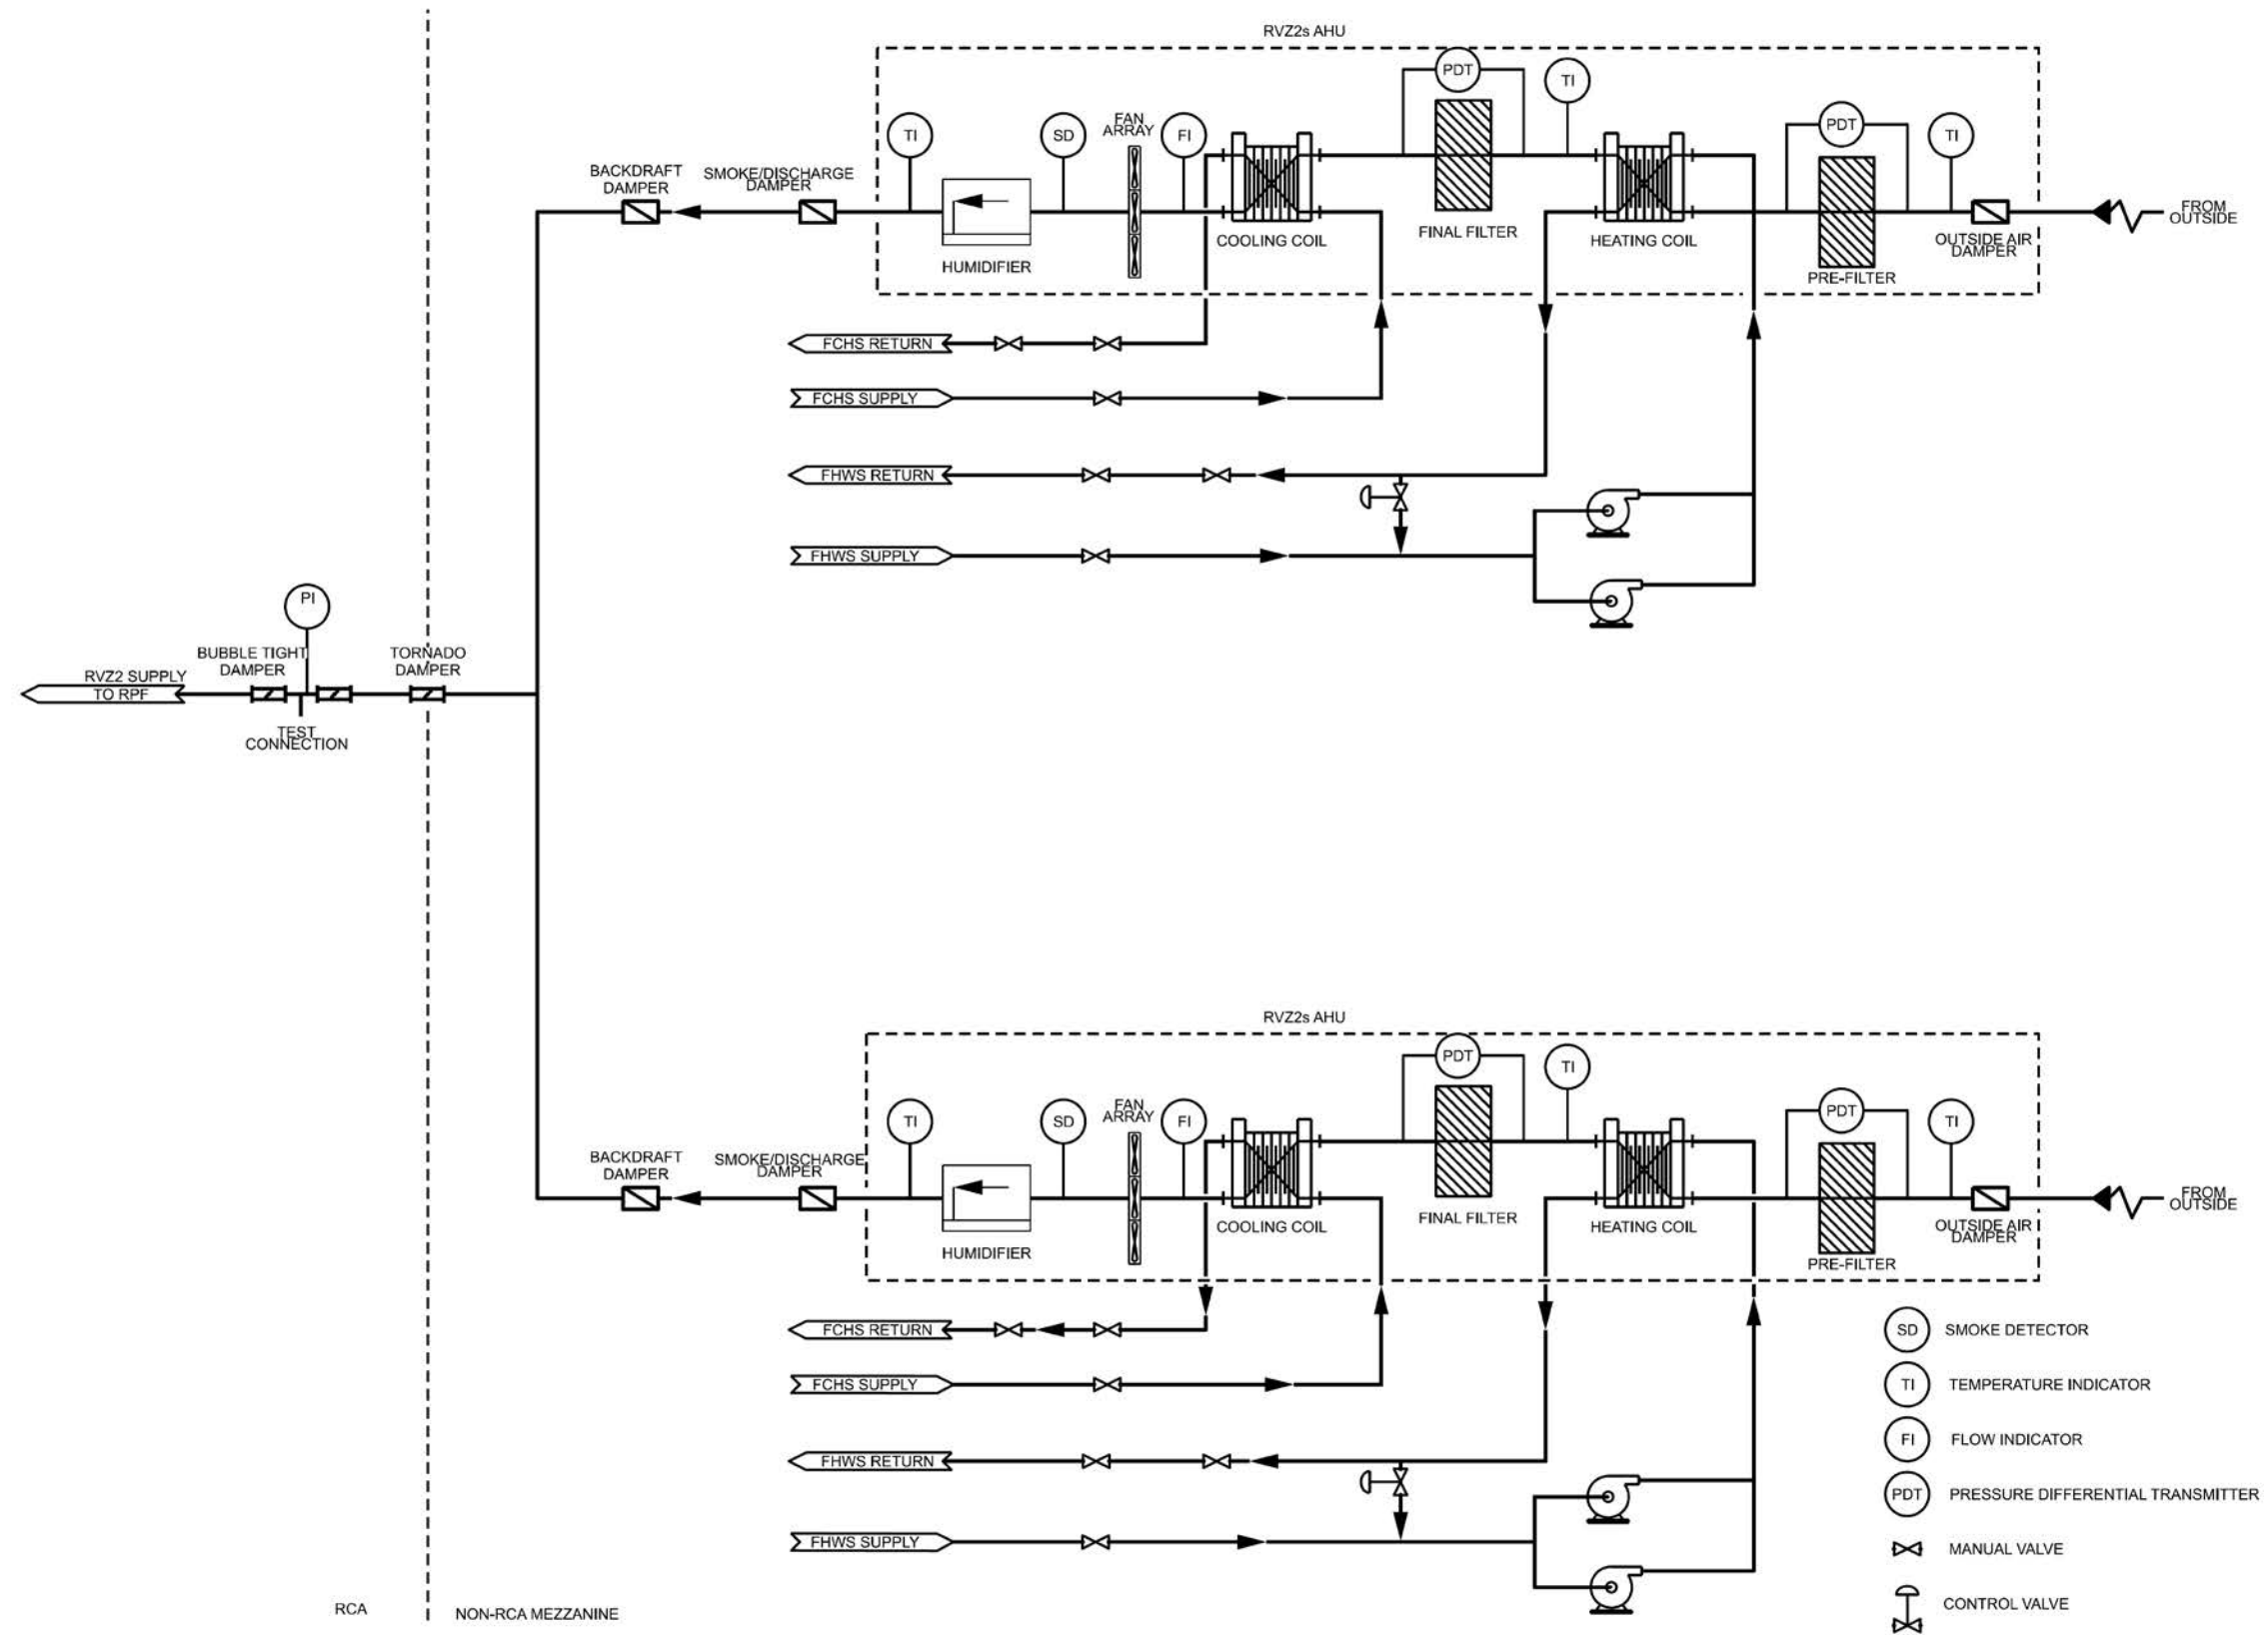 RVZ2s AHU
PDT
TI
TI
SD
FAN
ARRAY
FI
PDT
TI
BACKDRAFT
DAMPER
SMOKE/DISCHARGE
DAMPER
FROM
OUTSIDE
HUMIDIFIER
COOLING COIL
FINAL FILTER
HEATING COIL
OUTSIDE AIR
DAMPER
PRE-FILTER
FCHS RETURN
FCHS SUPPLY
FHWS RETURN
FHWS SUPPLY
PI
BUBBLE TIGHT
DAMPER
TORNADO
DAMPER
RVZ2 SUPPLY
TO RPF
TEST
CONNECTION
RVZ2s AHU
PDT
TI
TI
SD
FAN
ARRAY
FI
PDT
TI
BACKDRAFT
DAMPER
SMOKE/DISCHARGE
DAMPER
FROM
OUTSIDE
HUMIDIFIER
COOLING COIL
FINAL FILTER
HEATING COIL
OUTSIDE AIR
DAMPER
PRE-FILTER
FCHS RETURN
FCHS SUPPLY
FHWS RETURN
FHWS SUPPLY
SD SMOKE DETECTOR
TI TEMPERATURE INDICATOR
FI FLOW INDICATOR
PDT PRESSURE DIFFERENTIAL TRANSMITTER
MANUAL VALVE
CONTROL VALVE
RCA
NON-RCA MEZZANINE